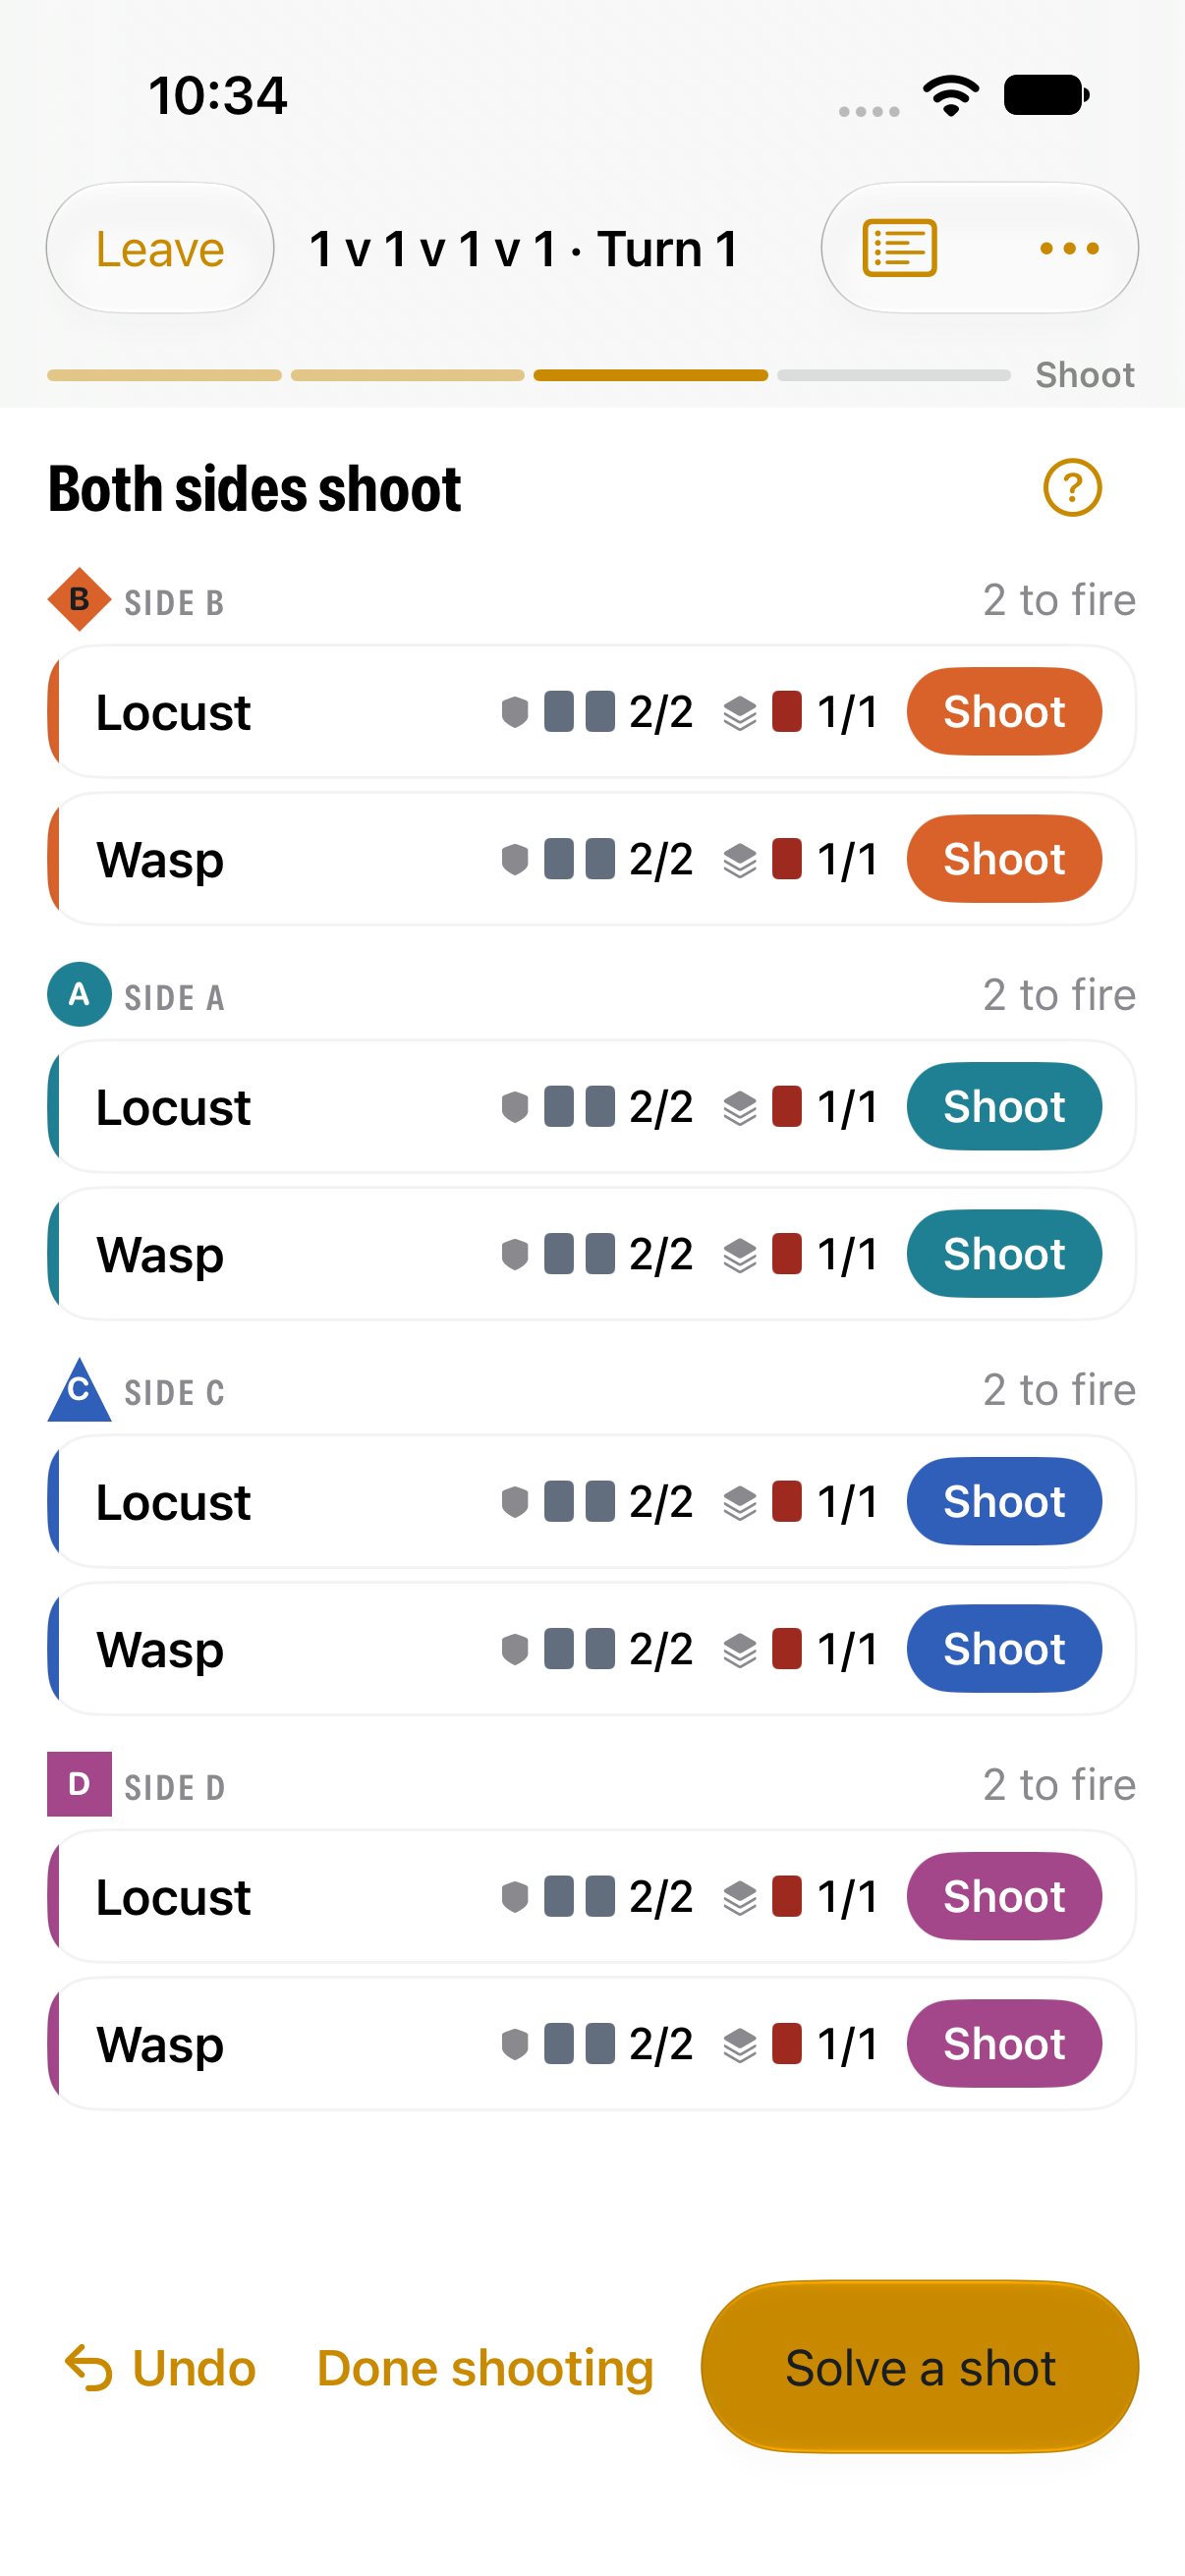 10:34
Leave 1 v 1 v 1 v 1 · Turn 1
Shoot
Both sides shoot ?
B SIDE B 2 to fire
Locust 2/2 1/1 Shoot
Wasp 2/2 1/1 Shoot
A SIDE A 2 to fire
Locust 2/2 1/1 Shoot
Wasp 2/2 1/1 Shoot
C SIDE C 2 to fire
Locust 2/2 1/1 Shoot
Wasp 2/2 1/1 Shoot
D SIDE D 2 to fire
Locust 2/2 1/1 Shoot
Wasp 2/2 1/1 Shoot
Undo Done shooting Solve a shot